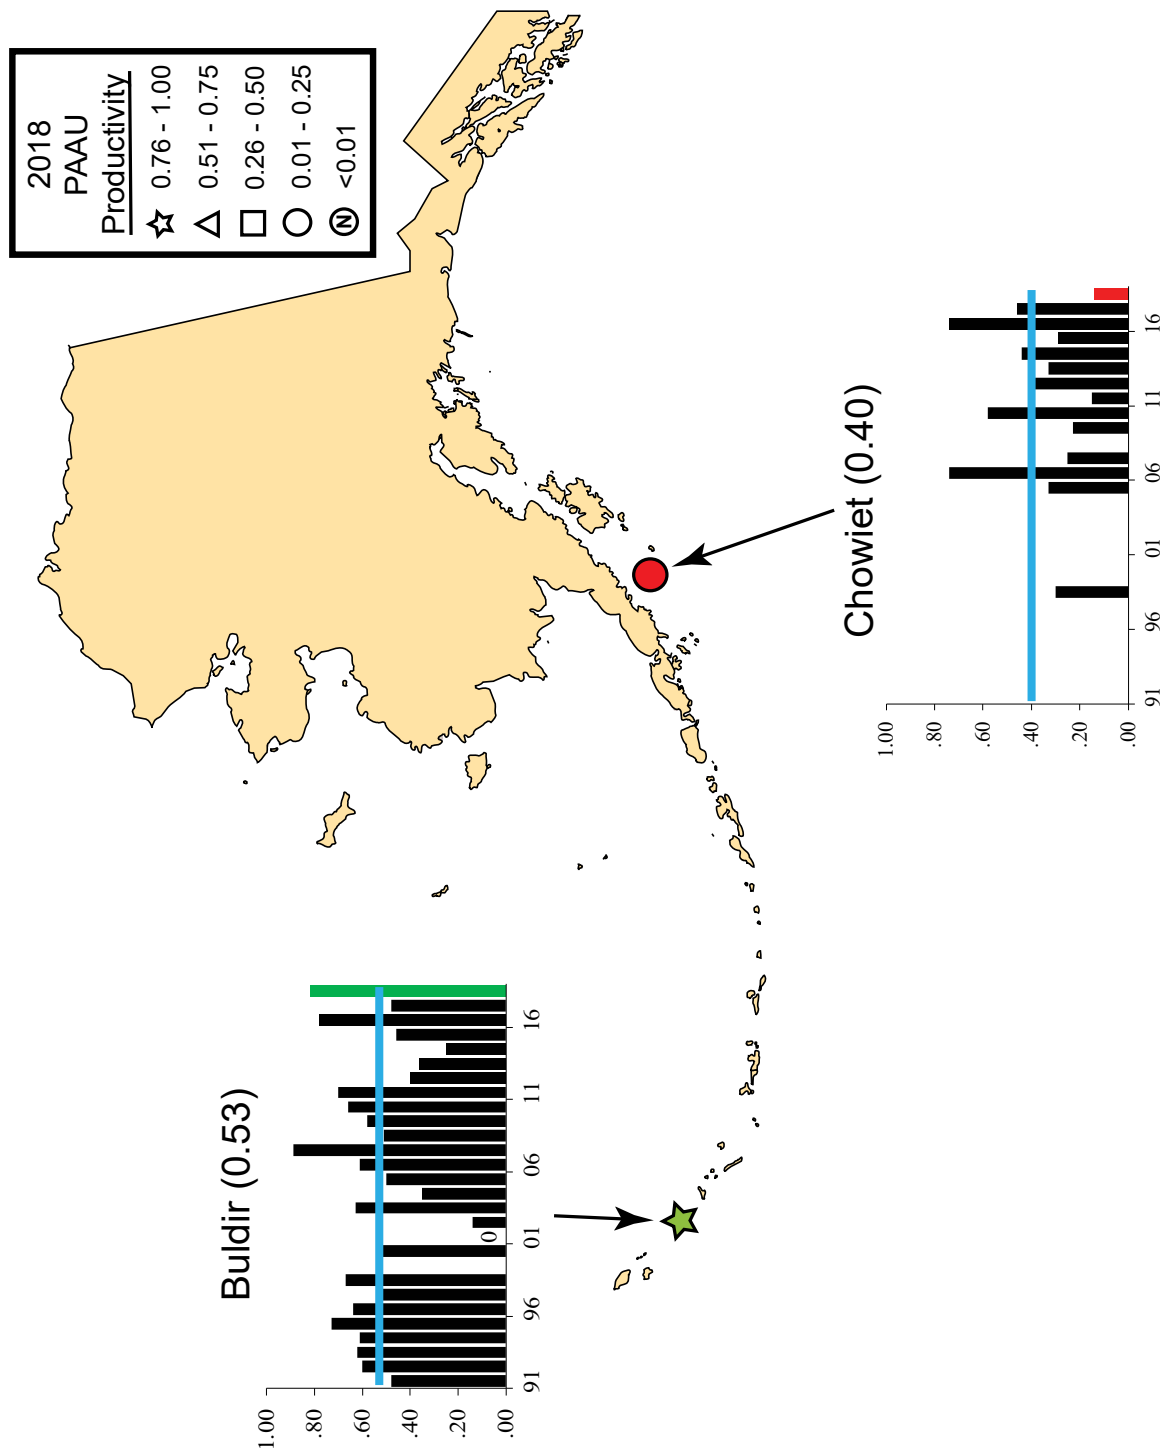 2018
PAAU
Productivity
0.76 - 1.00
0.51 - 0.75
0.26 - 0.50
0.01 - 0.25
N <0.01
Buldir (0.53)
1.00
.80
.60
.40
.20
.00
0
91 96 01 06 11 16
Chowiet (0.40)
1.00
.80
.60
.40
.20
.00
91 96 01 06 11 16